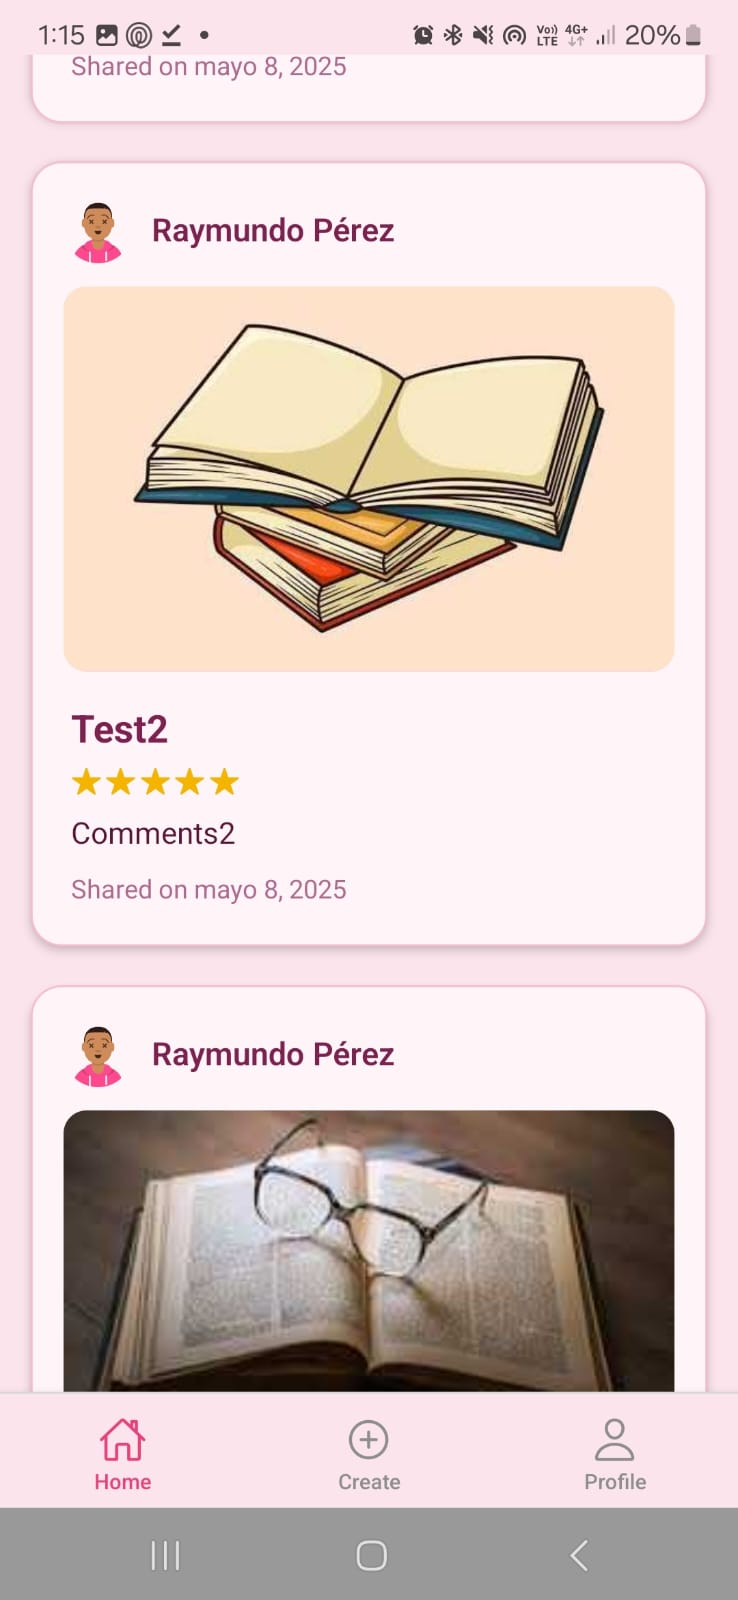 1:15
Vo))
LTE
4G+
20%
Shared on mayo 8, 2025
Raymundo Pérez
Test2
Comments2
Shared on mayo 8, 2025
Raymundo Pérez
Home
Create
Profile